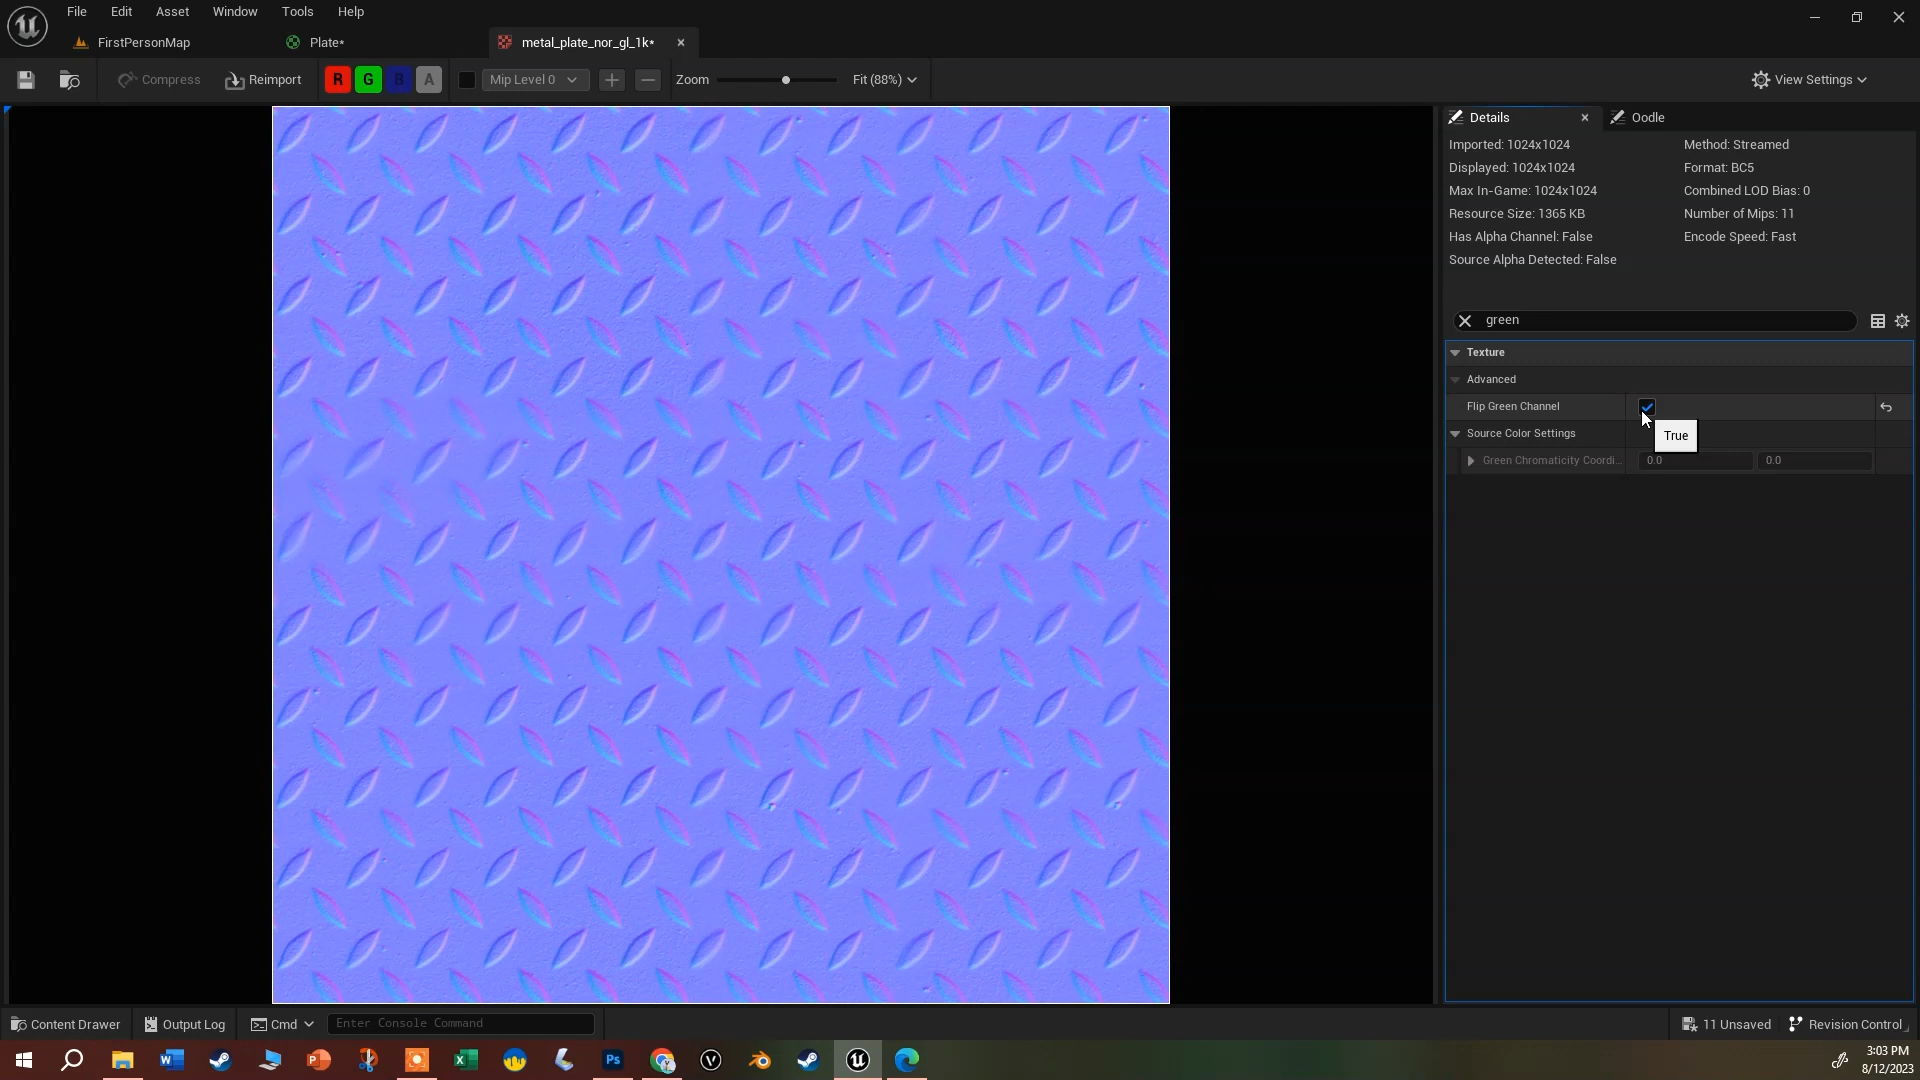 File Edit Asset Window Tools Help
FirstPersonMap Plate* metal_plate_nor_gl_1k*
Compress Reimport R G B A Mip Level 0 Zoom Fit (88%) View Settings
Details Oodle
Imported: 1024x1024 Method: Streamed
Displayed: 1024x1024 Format: BC5
Max In-Game: 1024x1024 Combined LOD Bias: 0
Resource Size: 1365 KB Number of Mips: 11
Has Alpha Channel: False Encode Speed: Fast
Source Alpha Detected: False
green
Texture
Advanced
Flip Green Channel
True
Source Color Settings
Green Chromaticity Coordi... 0.0 0.0
Content Drawer Output Log Cmd Enter Console Command 11 Unsaved Revision Control
3:03 PM
8/12/2023